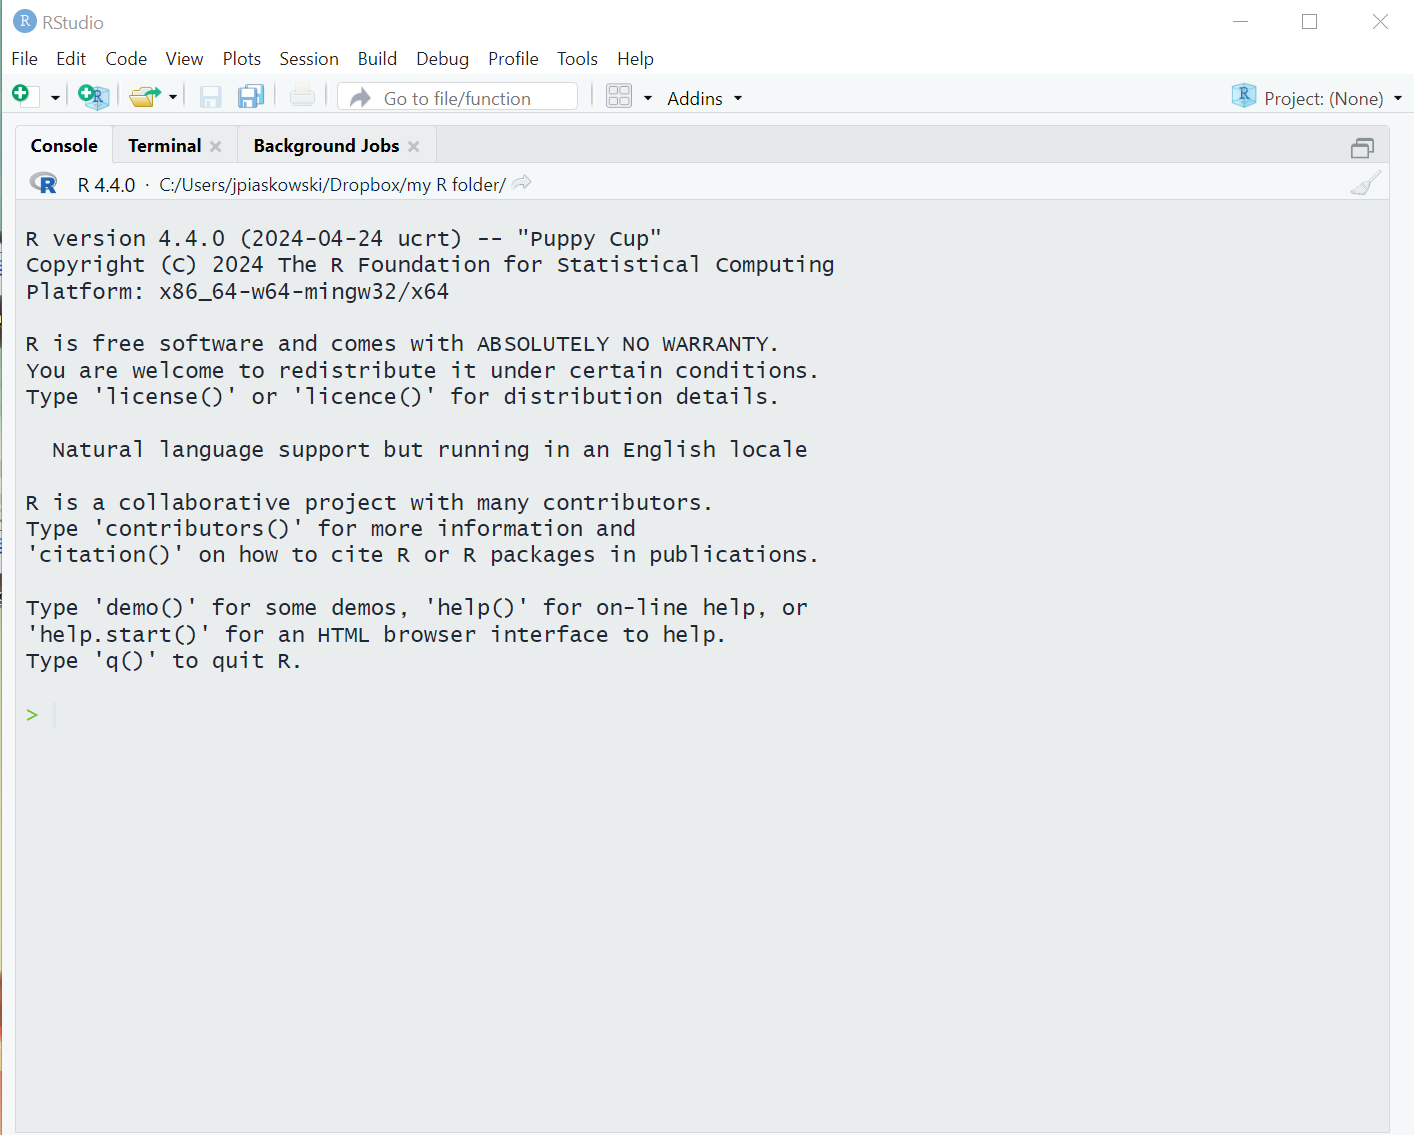 R RStudio
File Edit Code View Plots Session Build Debug Profile Tools Help
R Go to file/function Addins R Project: (None)
Console Terminal Background Jobs
R R 4.4.0 · C:/Users/jpiaskowski/Dropbox/my R folder/
R version 4.4.0 (2024-04-24 ucrt) -- "Puppy Cup"
Copyright (C) 2024 The R Foundation for Statistical Computing
Platform: x86_64-w64-mingw32/x64
R is free software and comes with ABSOLUTELY NO WARRANTY.
You are welcome to redistribute it under certain conditions.
Type 'license()' or 'licence()' for distribution details.
Natural language support but running in an English locale
R is a collaborative project with many contributors.
Type 'contributors()' for more information and
'citation()' on how to cite R or R packages in publications.
Type 'demo()' for some demos, 'help()' for on-line help, or
'help.start()' for an HTML browser interface to help.
Type 'q()' to quit R.
>